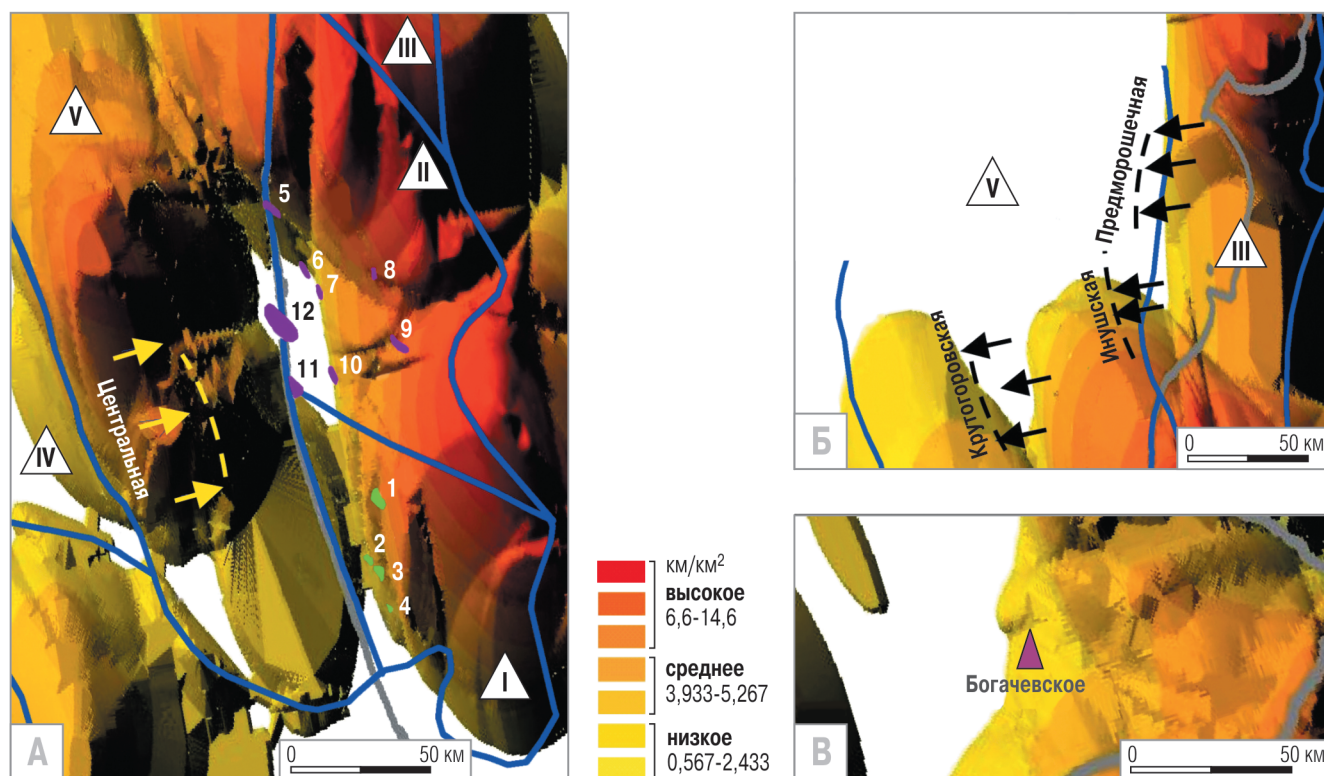 III
V
II
5
6
7
8
12
9
11
10
Центральная
IV
1
2
3
4
I
А
0 50 км
км/км²
высокое
6,6-14,6
среднее
3,933-5,267
низкое
0,567-2,433
Предморошечная
V
III
Инушская
Крутогоровская
Б
0 50 км
Богачевское
В
0 50 км